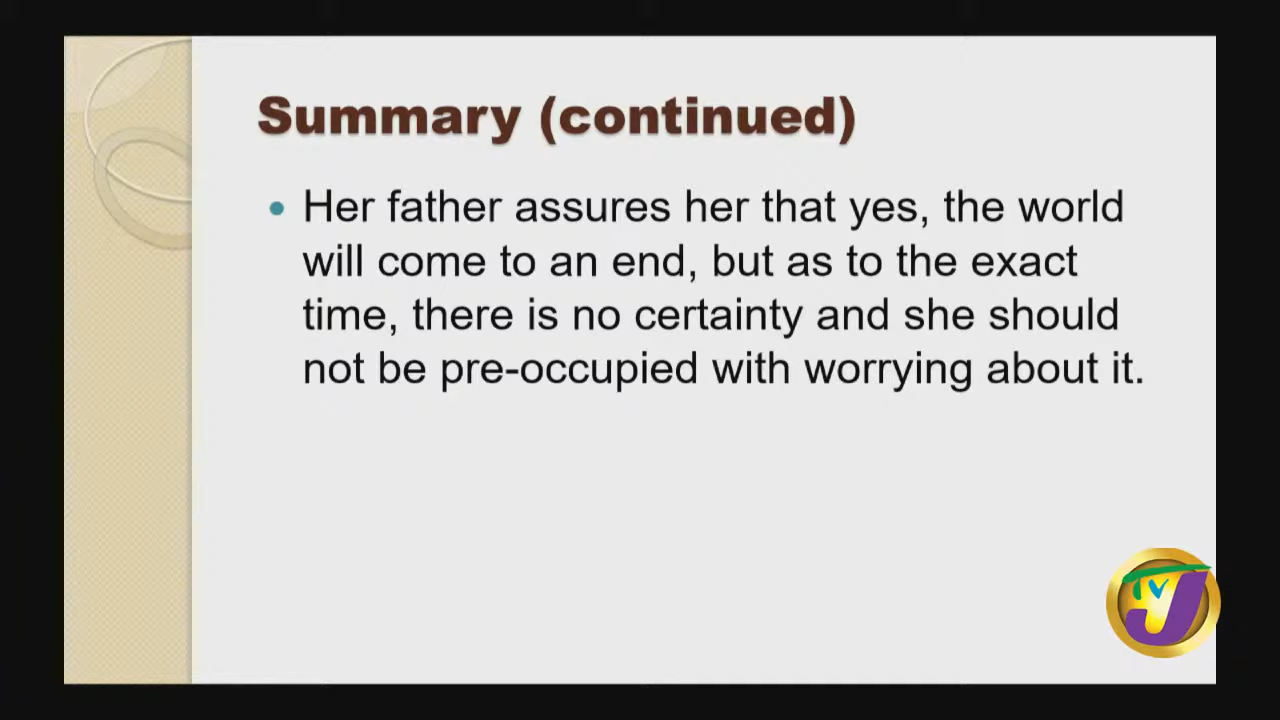 Summary (continued)
• Her father assures her that yes, the world
will come to an end, but as to the exact
time, there is no certainty and she should
not be pre-occupied with worrying about it.
TVJ